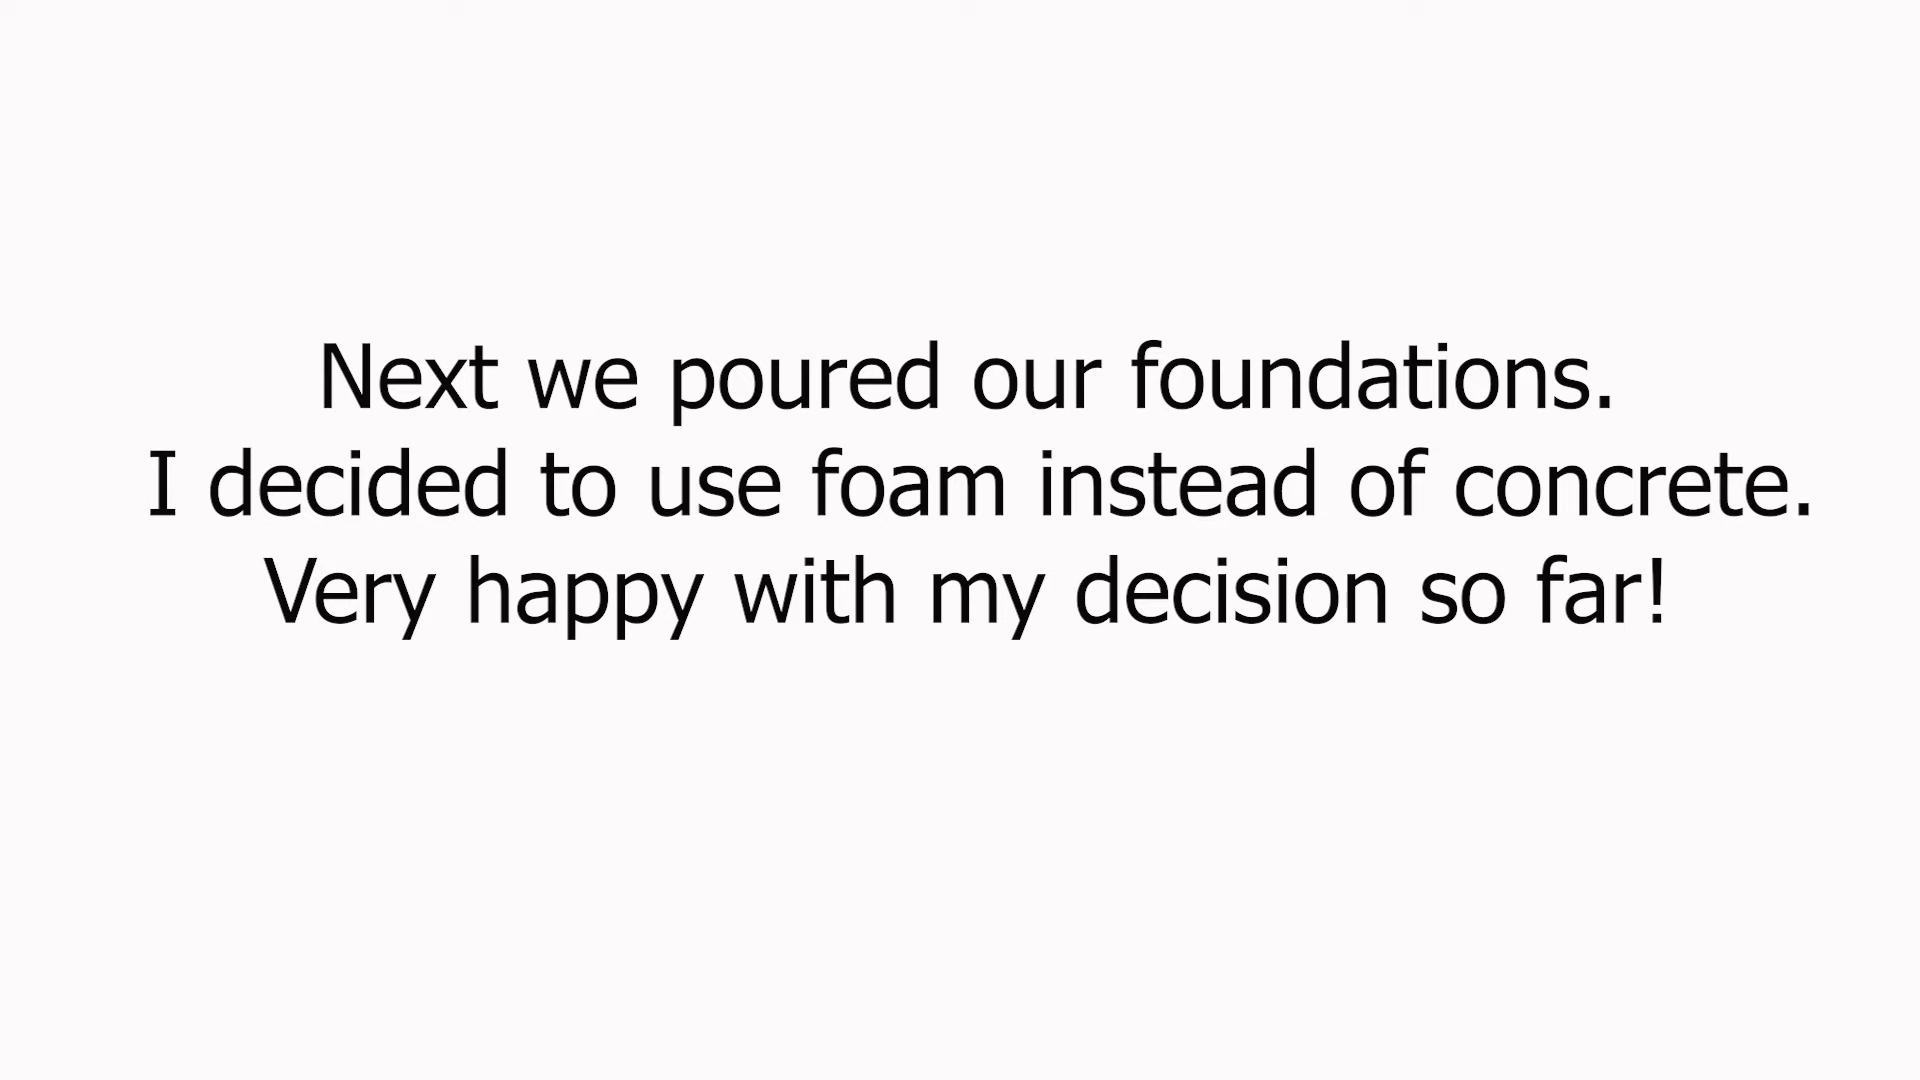 Next we poured our foundations.
I decided to use foam instead of concrete.
Very happy with my decision so far!